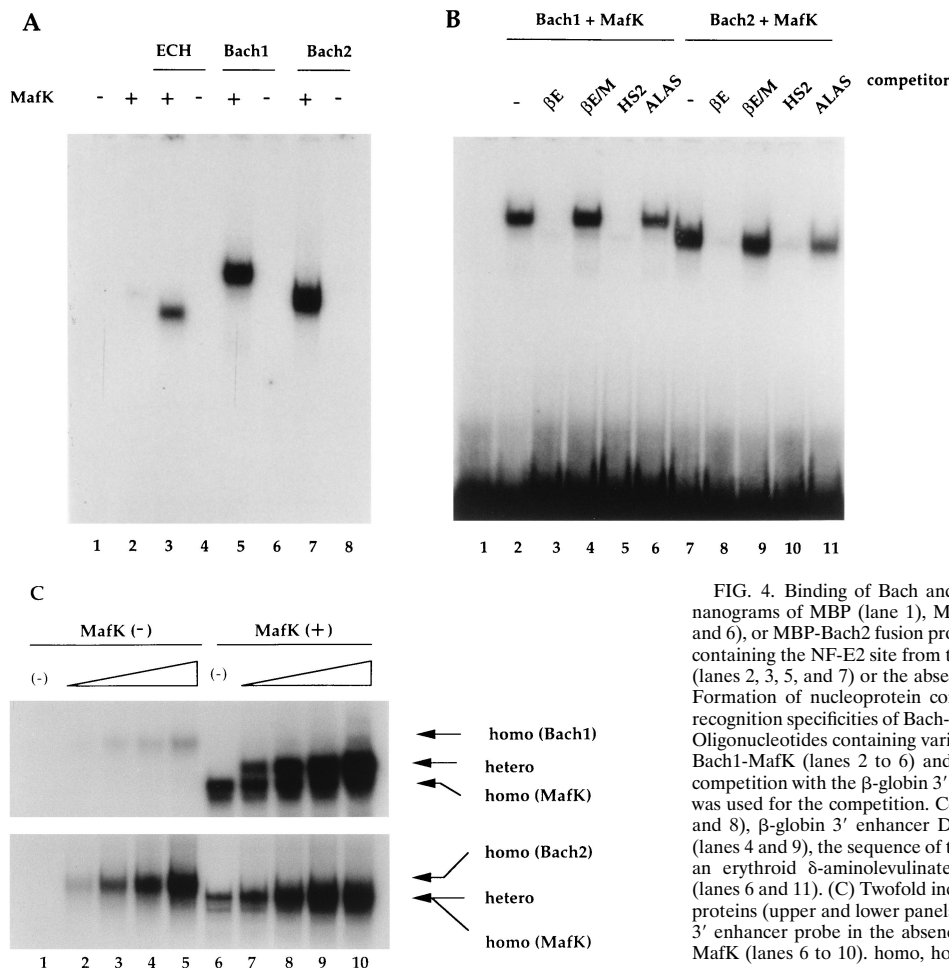 A
ECH Bach1 Bach2
MafK - + + - + - + -
1 2 3 4 5 6 7 8
B
Bach1 + MafK Bach2 + MafK
- βE βE/M HS2 ALAS - βE βE/M HS2 ALAS competitor
1 2 3 4 5 6 7 8 9 10 11
C
MafK (-) MafK (+)
(-) (-)
homo (Bach1)
hetero
homo (MafK)
homo (Bach2)
hetero
homo (MafK)
1 2 3 4 5 6 7 8 9 10
FIG. 4. Binding of Bach and
nanograms of MBP (lane 1), M
and 6), or MBP-Bach2 fusion pro
containing the NF-E2 site from t
(lanes 2, 3, 5, and 7) or the abse
Formation of nucleoprotein co
recognition specificities of Bach-
Oligonucleotides containing vari
Bach1-MafK (lanes 2 to 6) and
competition with the β-globin 3′
was used for the competition. C
and 8), β-globin 3′ enhancer D
(lanes 4 and 9), the sequence of t
an erythroid δ-aminolevulinate
(lanes 6 and 11). (C) Twofold inc
proteins (upper and lower panels
3′ enhancer probe in the absenc
MafK (lanes 6 to 10). homo, ho